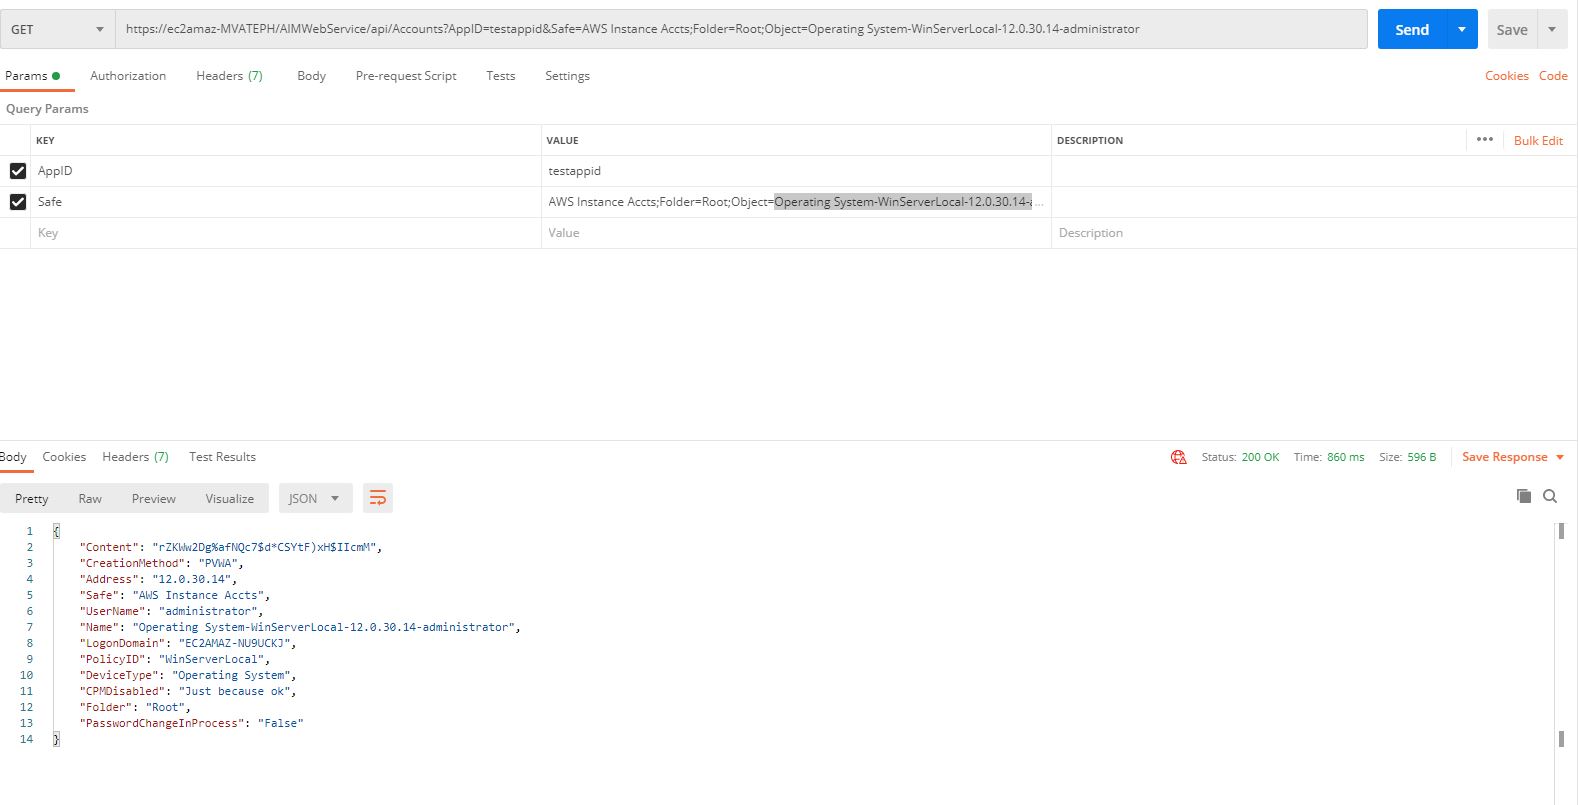 GET https://ec2amaz-MVATEPH/AIMWebService/api/Accounts?AppID=testappid&Safe=AWS Instance Accts;Folder=Root;Object=Operating System-WinServerLocal-12.0.30.14-administrator Send Save
Params Authorization Headers (7) Body Pre-request Script Tests Settings Cookies Code
Query Params
KEY VALUE DESCRIPTION ••• Bulk Edit
AppID testappid
Safe AWS Instance Accts;Folder=Root;Object=Operating System-WinServerLocal-12.0.30.14-a...
Key Value Description
Body Cookies Headers (7) Test Results Status: 200 OK Time: 860 ms Size: 596 B Save Response
Pretty Raw Preview Visualize JSON
1 {
2 "Content": "rZKWw2Dg%afNQc7$d*CSYtF)xH$IIcmM",
3 "CreationMethod": "PVWA",
4 "Address": "12.0.30.14",
5 "Safe": "AWS Instance Accts",
6 "UserName": "administrator",
7 "Name": "Operating System-WinServerLocal-12.0.30.14-administrator",
8 "LogonDomain": "EC2AMAZ-NU9UCKJ",
9 "PolicyID": "WinServerLocal",
10 "DeviceType": "Operating System",
11 "CPMDisabled": "Just because ok",
12 "Folder": "Root",
13 "PasswordChangeInProcess": "False"
14 }